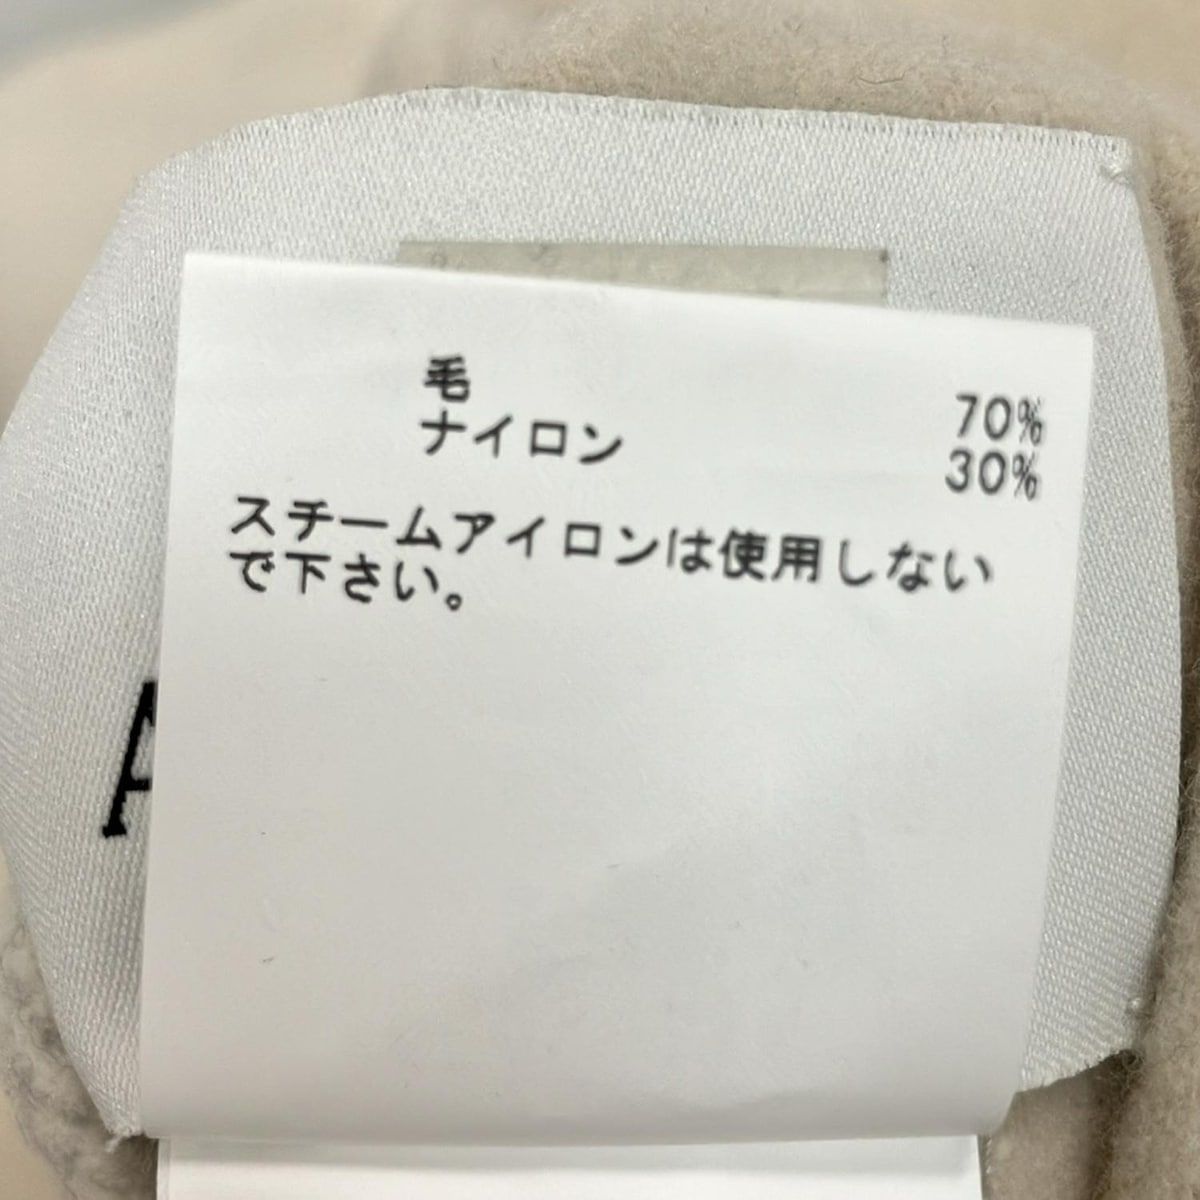 毛 70%
ナイロン 30%
スチームアイロンは使用しない
で下さい。
A